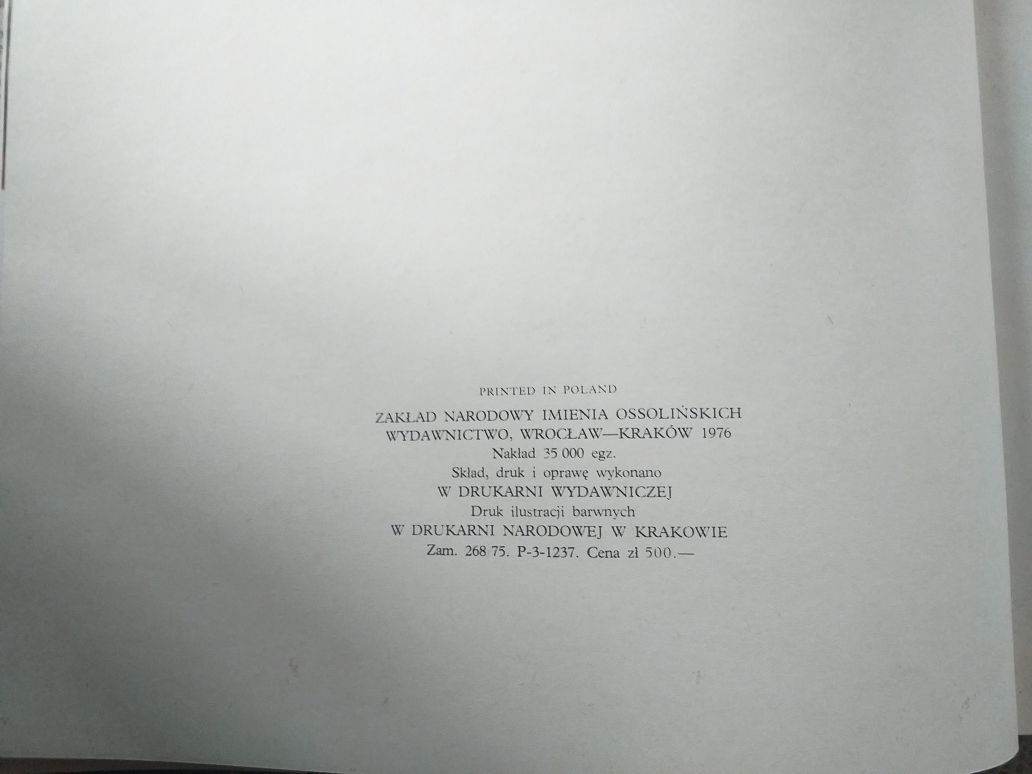 PRINTED IN POLAND
ZAKŁAD NARODOWY IMIENIA OSSOLIŃSKICH
WYDAWNICTWO, WROCŁAW—KRAKÓW 1976
Nakład 35 000 egz.
Skład, druk i oprawę wykonano
W DRUKARNI WYDAWNICZEJ
Druk ilustracji barwnych
W DRUKARNI NARODOWEJ W KRAKOWIE
Zam. 268 75. P-3-1237. Cena zł 500.—